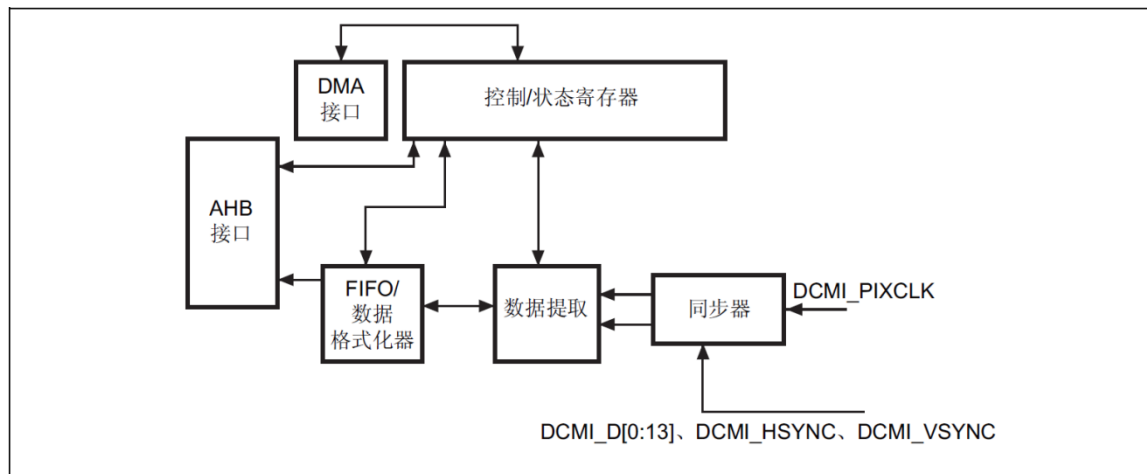 DMA
接口
控制/状态寄存器
AHB
接口
FIFO/
数据
格式化器
数据提取
同步器
DCMI_PIXCLK
DCMI_D[0:13]、DCMI_HSYNC、DCMI_VSYNC